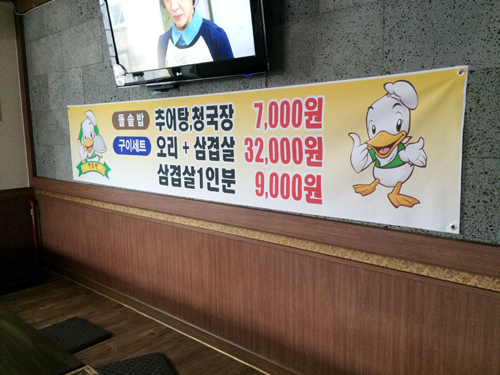 돌솥밥 추어탕,청국장 7,000원
구이세트 오리 + 삼겹살 32,000원
삼겹살1인분 9,000원